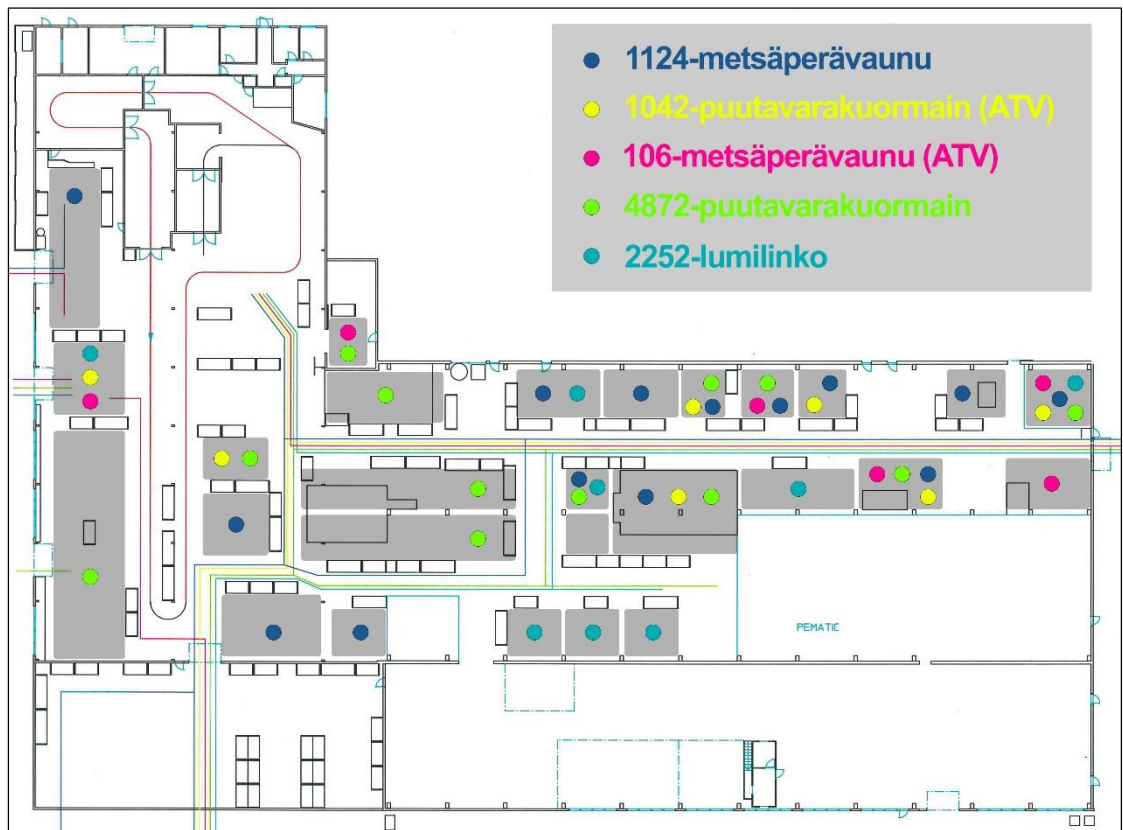 1124-metsäperävaunu
1042-puutavarakuormain (ATV)
106-metsäperävaunu (ATV)
4872-puutavarakuormain
2252-lumilinko
PEMATIC